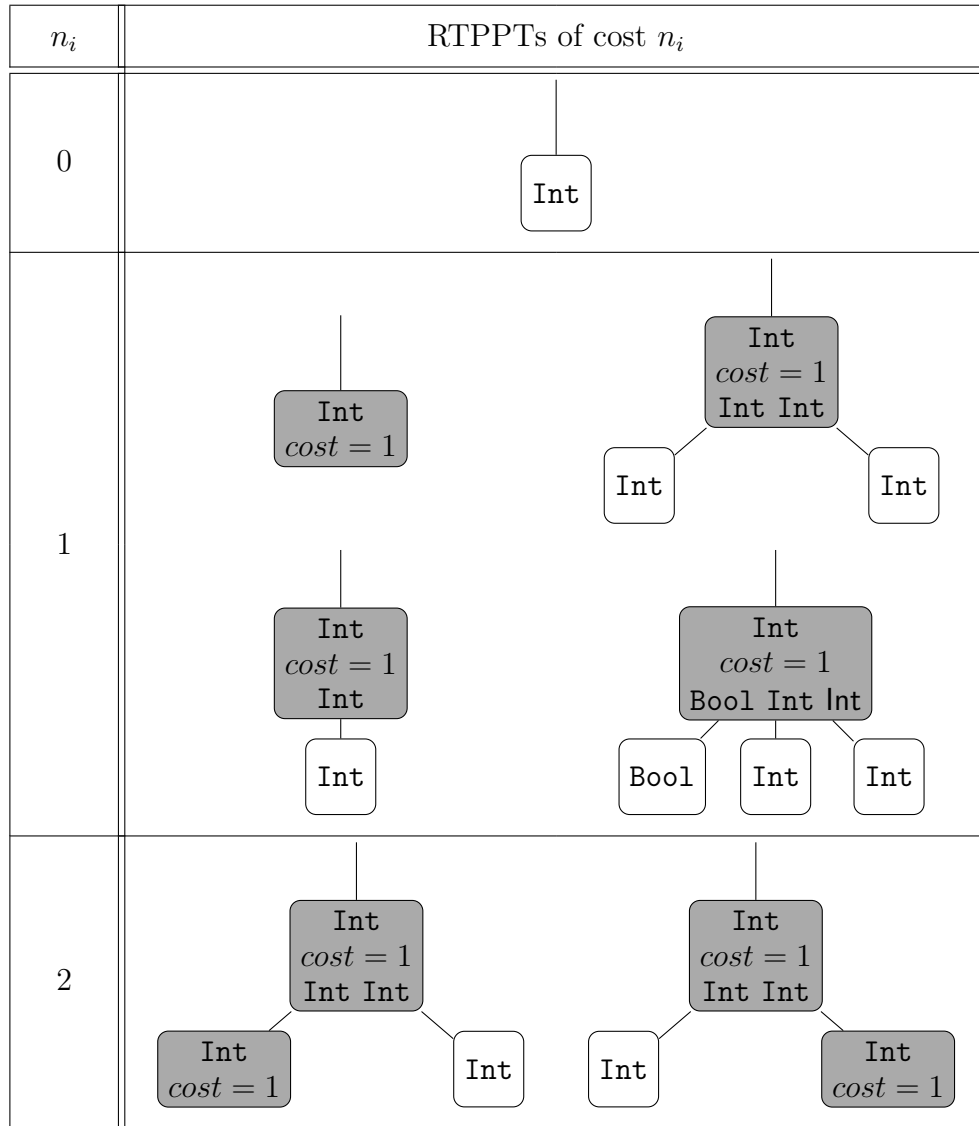 n_i RTPPTs of cost n_i
0
Int
1
Int
cost = 1
Int
cost = 1
Int Int
Int Int
Int
cost = 1
Int
Int
Int
cost = 1
Bool Int Int
Bool Int Int
2
Int
cost = 1
Int Int
Int
cost = 1
Int
Int
cost = 1
Int Int
Int
Int
cost = 1